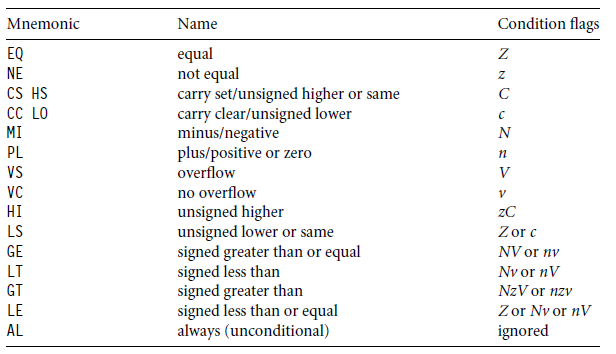 Mnemonic Name Condition flags
EQ equal Z
NE not equal z
CS HS carry set/unsigned higher or same C
CC LO carry clear/unsigned lower c
MI minus/negative N
PL plus/positive or zero n
VS overflow V
VC no overflow v
HI unsigned higher zC
LS unsigned lower or same Z or c
GE signed greater than or equal NV or nv
LT signed less than Nv or nV
GT signed greater than NzV or nzv
LE signed less than or equal Z or Nv or nV
AL always (unconditional) ignored